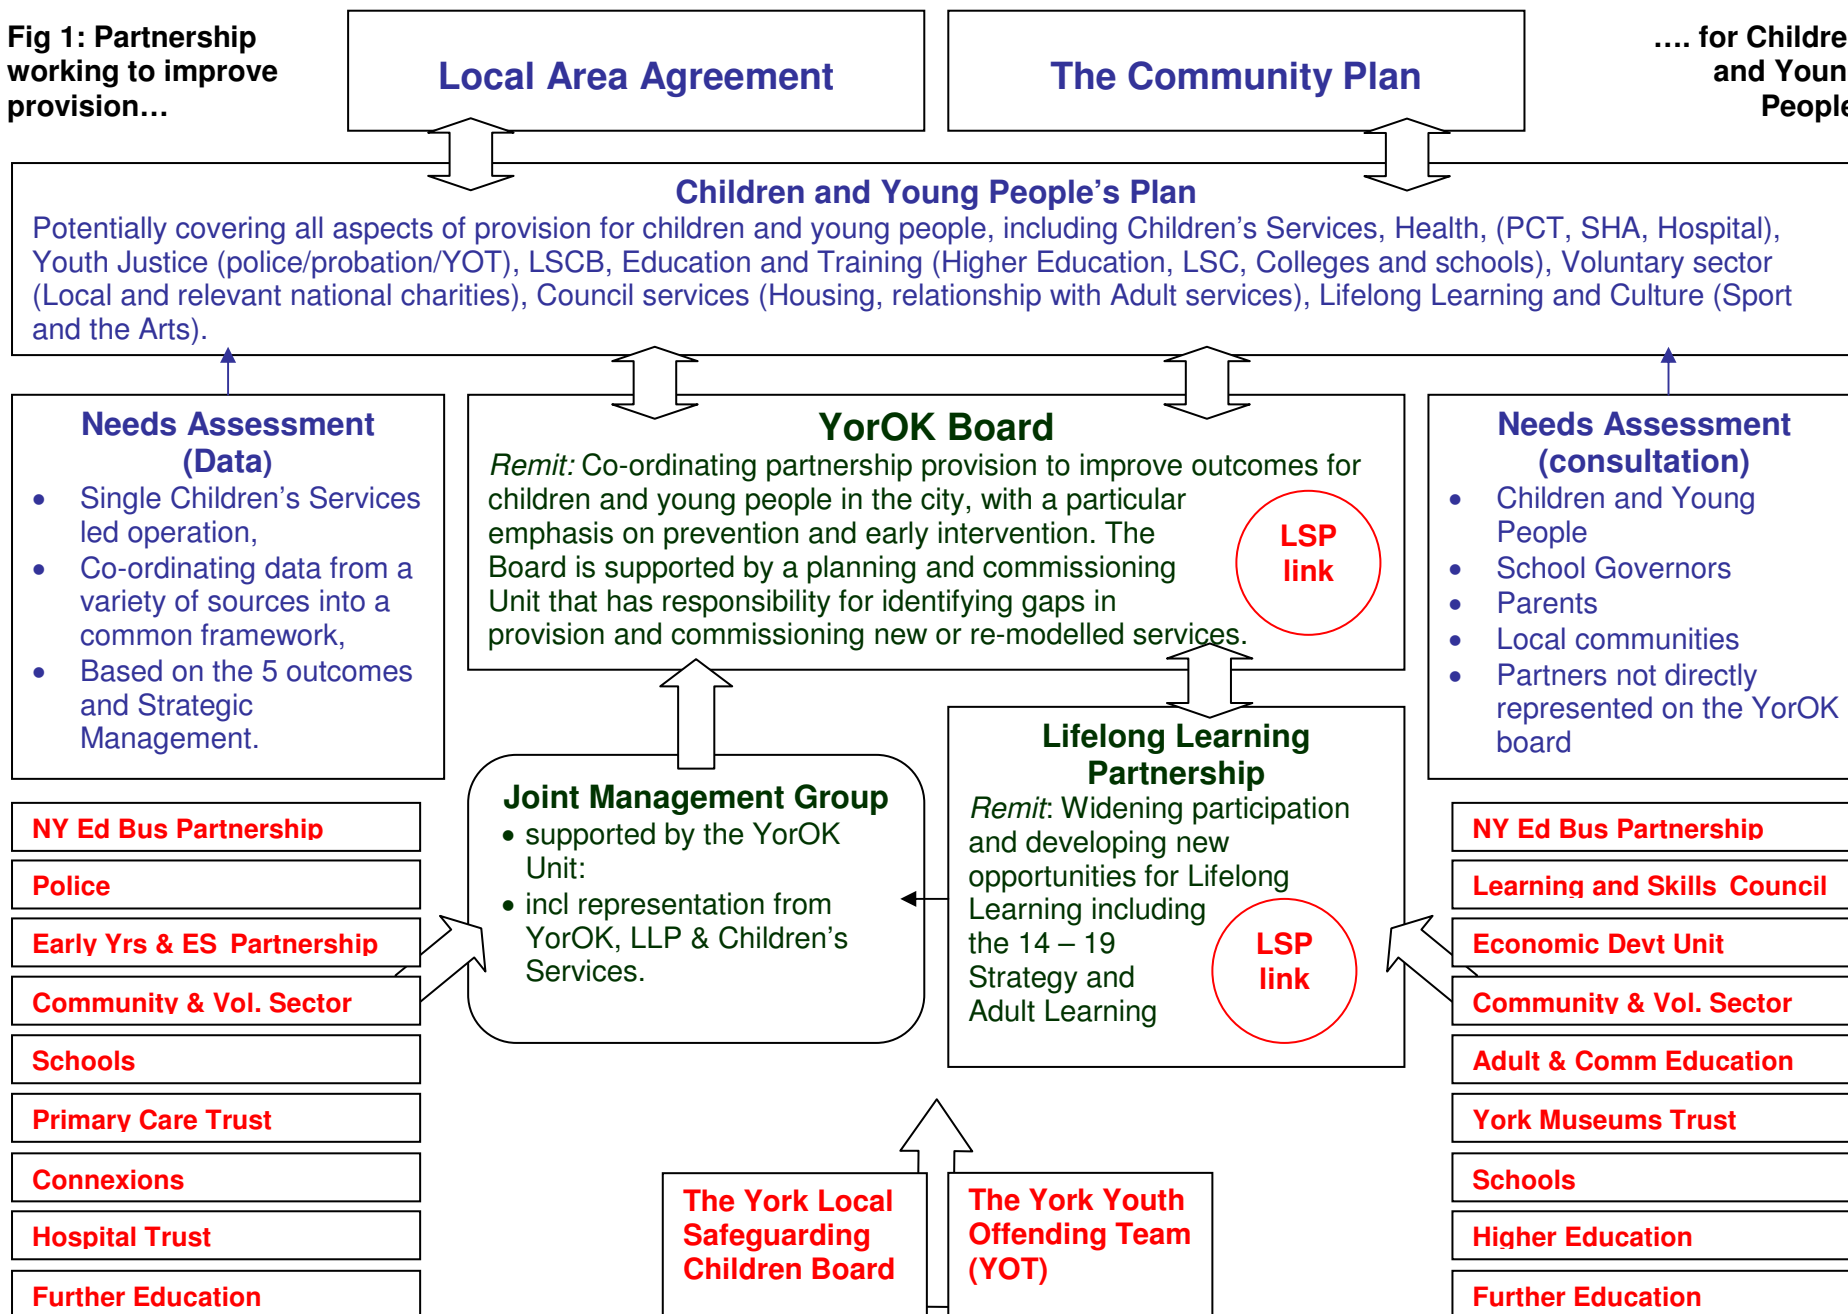 Fig 1: Partnership
working to improve
provision…
Local Area Agreement
The Community Plan
…. for Childre
and Youn
People
Children and Young People's Plan
Potentially covering all aspects of provision for children and young people, including Children's Services, Health, (PCT, SHA, Hospital),
Youth Justice (police/probation/YOT), LSCB, Education and Training (Higher Education, LSC, Colleges and schools), Voluntary sector
(Local and relevant national charities), Council services (Housing, relationship with Adult services), Lifelong Learning and Culture (Sport
and the Arts).
Needs Assessment
(Data)
• Single Children's Services
led operation,
• Co-ordinating data from a
variety of sources into a
common framework,
• Based on the 5 outcomes
and Strategic
Management.
YorOK Board
Remit: Co-ordinating partnership provision to improve outcomes for
children and young people in the city, with a particular
emphasis on prevention and early intervention. The
Board is supported by a planning and commissioning
Unit that has responsibility for identifying gaps in
provision and commissioning new or re-modelled services.
LSP
link
Needs Assessment
(consultation)
• Children and Young
People
• School Governors
• Parents
• Local communities
• Partners not directly
represented on the YorOK
board
Joint Management Group
• supported by the YorOK
Unit:
• incl representation from
YorOK, LLP & Children's
Services.
Lifelong Learning
Partnership
Remit: Widening participation
and developing new
opportunities for Lifelong
Learning including
the 14 – 19
Strategy and
Adult Learning
LSP
link
NY Ed Bus Partnership
Police
Early Yrs & ES Partnership
Community & Vol. Sector
Schools
Primary Care Trust
Connexions
Hospital Trust
Further Education
The York Local
Safeguarding
Children Board
The York Youth
Offending Team
(YOT)
NY Ed Bus Partnership
Learning and Skills Council
Economic Devt Unit
Community & Vol. Sector
Adult & Comm Education
York Museums Trust
Schools
Higher Education
Further Education